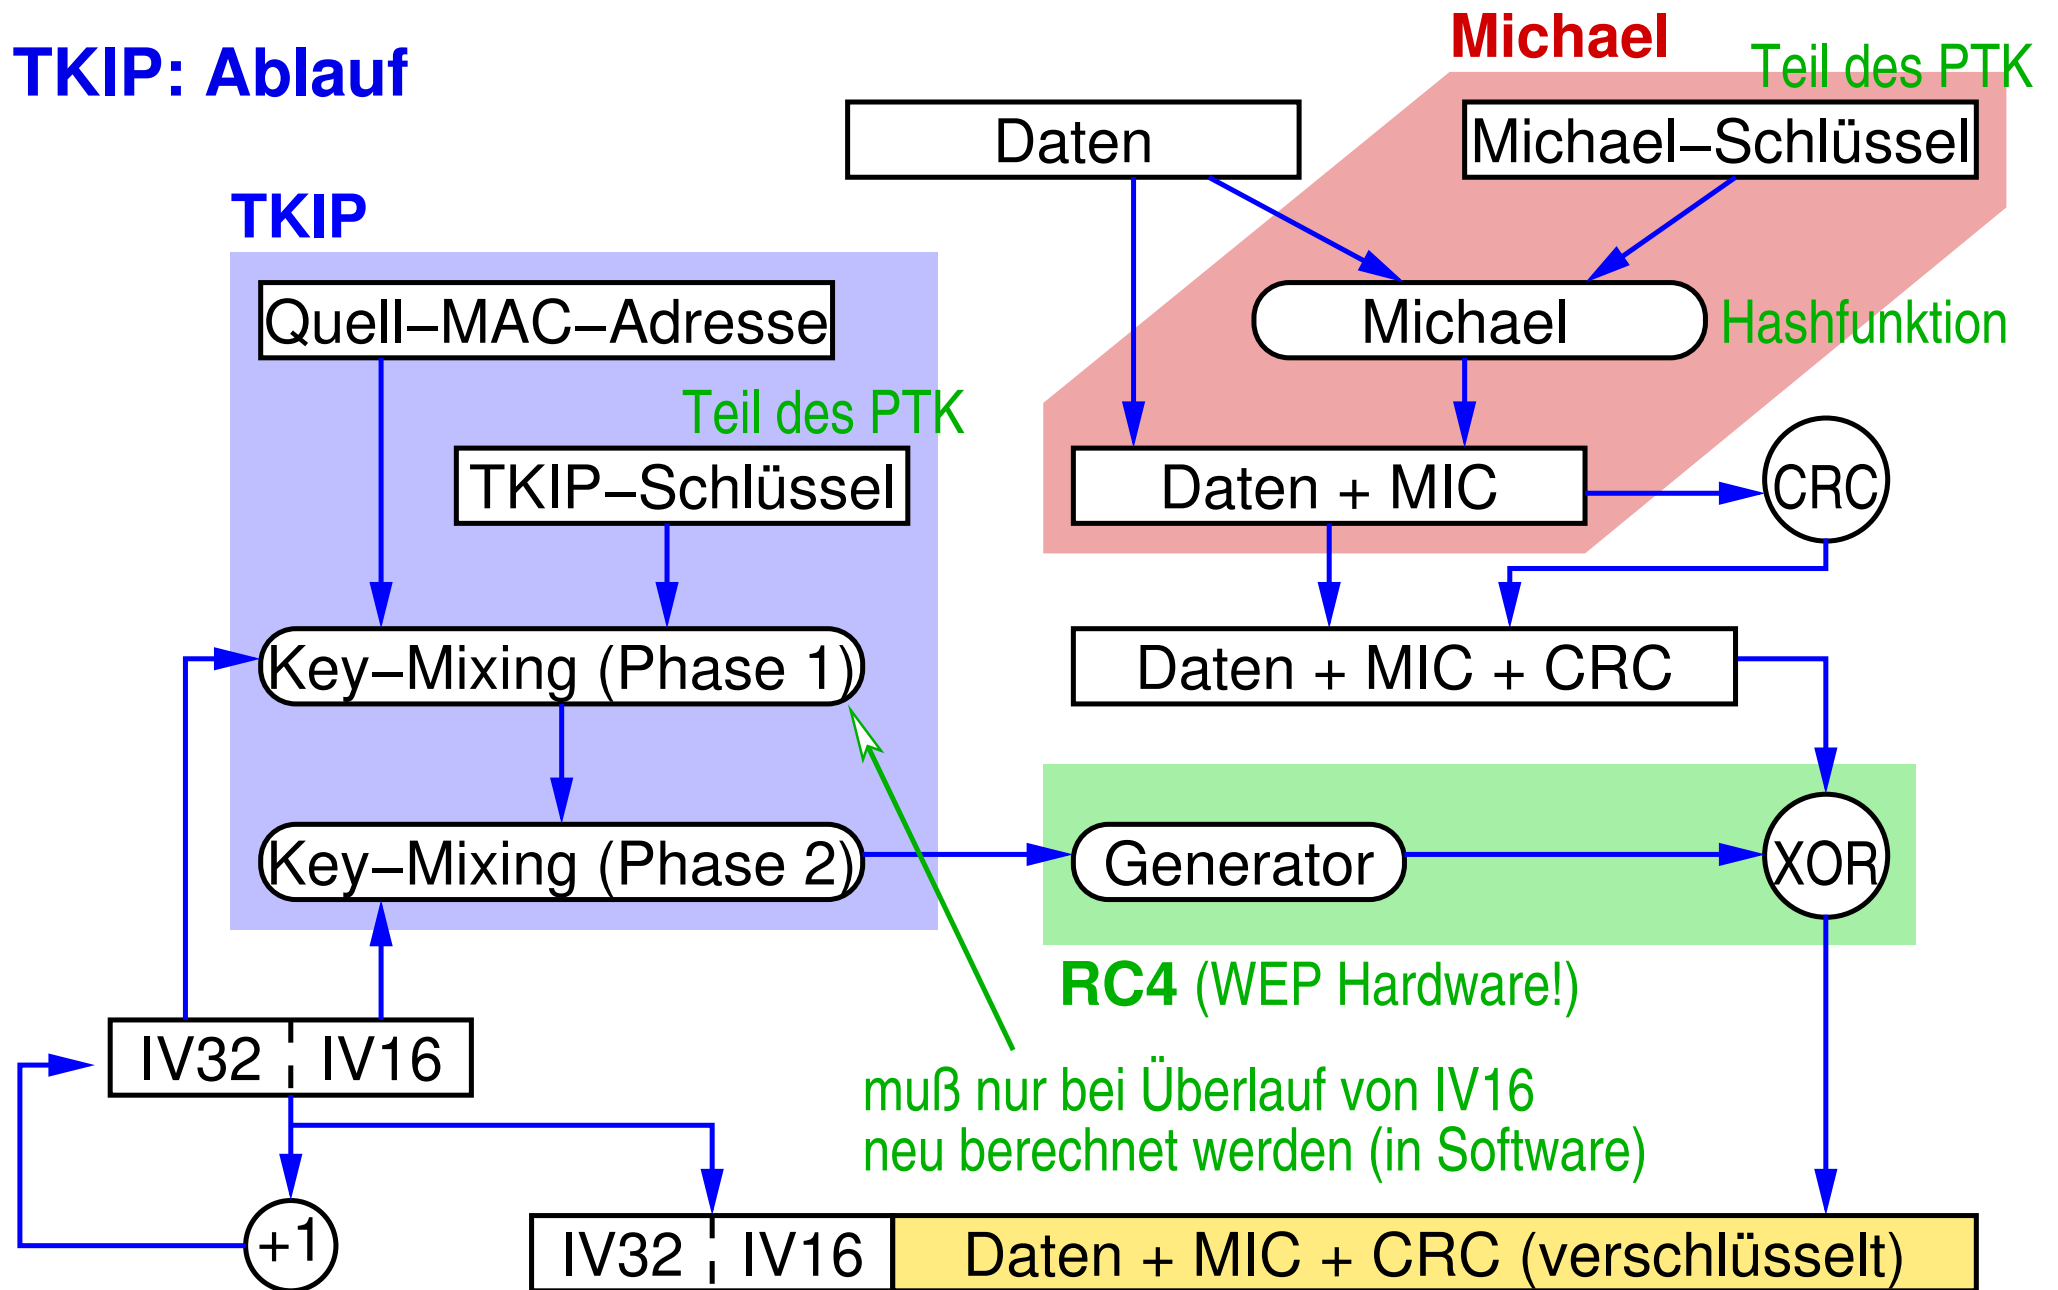 TKIP: Ablauf
Michael
Teil des PTK
Daten
Michael–Schlüssel
TKIP
Quell–MAC–Adresse
Michael
Hashfunktion
Teil des PTK
TKIP–Schlüssel
Daten + MIC
CRC
Key–Mixing (Phase 1)
Daten + MIC + CRC
Key–Mixing (Phase 2)
Generator
XOR
RC4 (WEP Hardware!)
IV32
IV16
muß nur bei Überlauf von IV16
neu berechnet werden (in Software)
+1
IV32
IV16
Daten + MIC + CRC (verschlüsselt)